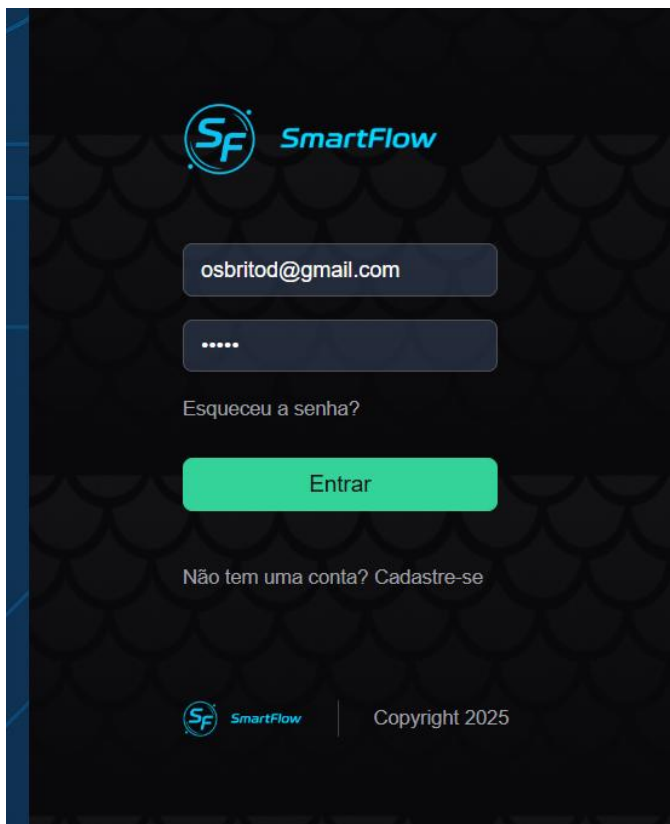 SF SmartFlow
osbritod@gmail.com
•••••
Esqueceu a senha?
Entrar
Não tem uma conta? Cadastre-se
SF SmartFlow Copyright 2025